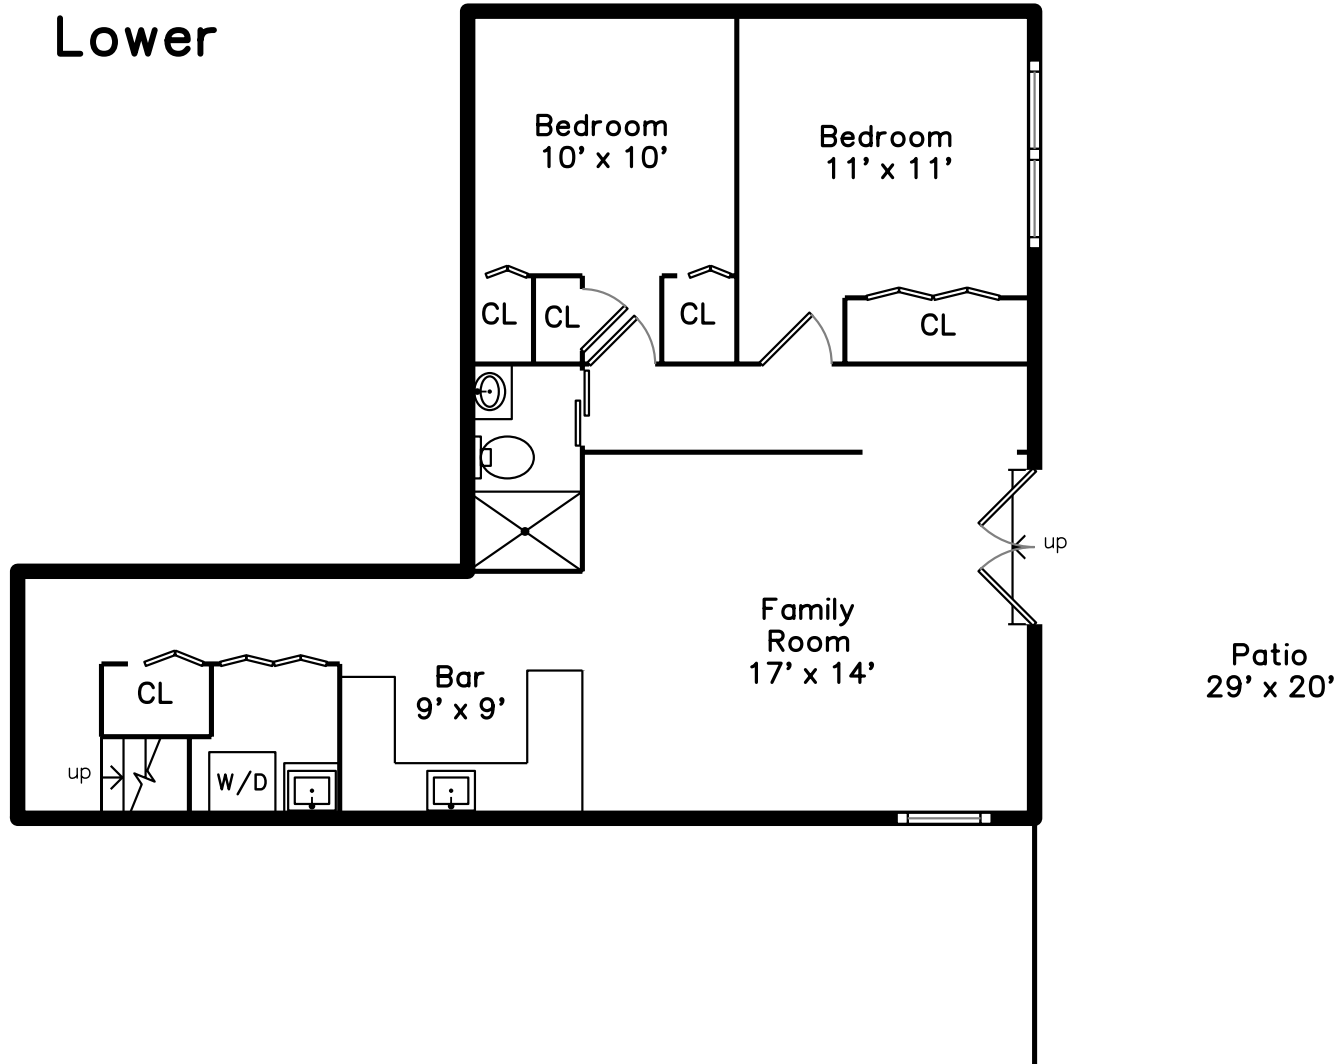 Lower
Bedroom
10' x 10'
Bedroom
11' x 11'
CL
CL
CL
CL
up
Family
Room
17' x 14'
Patio
29' x 20'
Bar
9' x 9'
CL
up
W/D